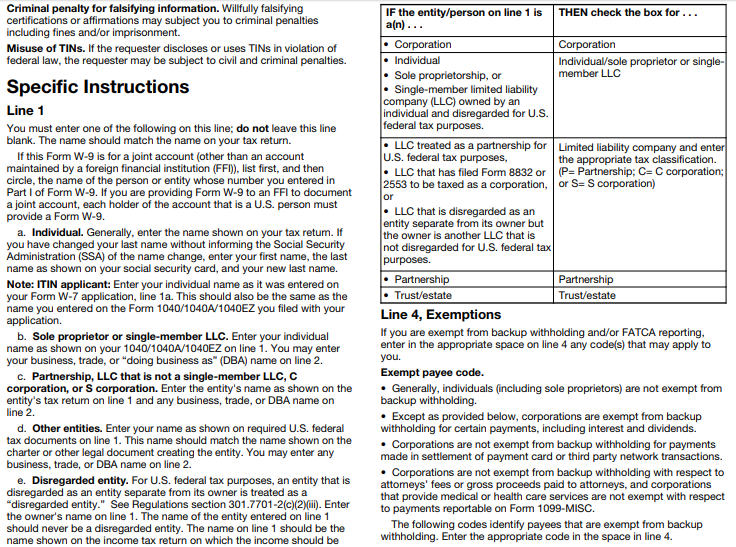 Criminal penalty for falsifying information. Willfully falsifying
certifications or affirmations may subject you to criminal penalties
including fines and/or imprisonment.
Misuse of TINs. If the requester discloses or uses TINs in violation of
federal law, the requester may be subject to civil and criminal penalties.
Specific Instructions
Line 1
You must enter one of the following on this line; do not leave this line
blank. The name should match the name on your tax return.
If this Form W-9 is for a joint account (other than an account
maintained by a foreign financial institution (FFI)), list first, and then
circle, the name of the person or entity whose number you entered in
Part I of Form W-9. If you are providing Form W-9 to an FFI to document
a joint account, each holder of the account that is a U.S. person must
provide a Form W-9.
a. Individual. Generally, enter the name shown on your tax return. If
you have changed your last name without informing the Social Security
Administration (SSA) of the name change, enter your first name, the last
name as shown on your social security card, and your new last name.
Note: ITIN applicant: Enter your individual name as it was entered on
your Form W-7 application, line 1a. This should also be the same as the
name you entered on the Form 1040/1040A/1040EZ you filed with your
application.
b. Sole proprietor or single-member LLC. Enter your individual
name as shown on your 1040/1040A/1040EZ on line 1. You may enter
your business, trade, or “doing business as” (DBA) name on line 2.
c. Partnership, LLC that is not a single-member LLC, C
corporation, or S corporation. Enter the entity's name as shown on the
entity's tax return on line 1 and any business, trade, or DBA name on
line 2.
d. Other entities. Enter your name as shown on required U.S. federal
tax documents on line 1. This name should match the name shown on the
charter or other legal document creating the entity. You may enter any
business, trade, or DBA name on line 2.
e. Disregarded entity. For U.S. federal tax purposes, an entity that is
disregarded as an entity separate from its owner is treated as a
“disregarded entity.” See Regulations section 301.7701-2(c)(2)(iii). Enter
the owner's name on line 1. The name of the entity entered on line 1
should never be a disregarded entity. The name on line 1 should be the
name shown on the income tax return on which the income should be
IF the entity/person on line 1 is
a(n) . . .
THEN check the box for . . .
• Corporation
Corporation
• Individual
• Sole proprietorship, or
• Single-member limited liability
company (LLC) owned by an
individual and disregarded for U.S.
federal tax purposes.
Individual/sole proprietor or single-
member LLC
• LLC treated as a partnership for
U.S. federal tax purposes,
• LLC that has filed Form 8832 or
2553 to be taxed as a corporation,
or
• LLC that is disregarded as an
entity separate from its owner but
the owner is another LLC that is
not disregarded for U.S. federal tax
purposes.
Limited liability company and enter
the appropriate tax classification.
(P= Partnership; C= C corporation;
or S= S corporation)
• Partnership
Partnership
• Trust/estate
Trust/estate
Line 4, Exemptions
If you are exempt from backup withholding and/or FATCA reporting,
enter in the appropriate space on line 4 any code(s) that may apply to
you.
Exempt payee code.
• Generally, individuals (including sole proprietors) are not exempt from
backup withholding.
• Except as provided below, corporations are exempt from backup
withholding for certain payments, including interest and dividends.
• Corporations are not exempt from backup withholding for payments
made in settlement of payment card or third party network transactions.
• Corporations are not exempt from backup withholding with respect to
attorneys' fees or gross proceeds paid to attorneys, and corporations
that provide medical or health care services are not exempt with respect
to payments reportable on Form 1099-MISC.
The following codes identify payees that are exempt from backup
withholding. Enter the appropriate code in the space in line 4.